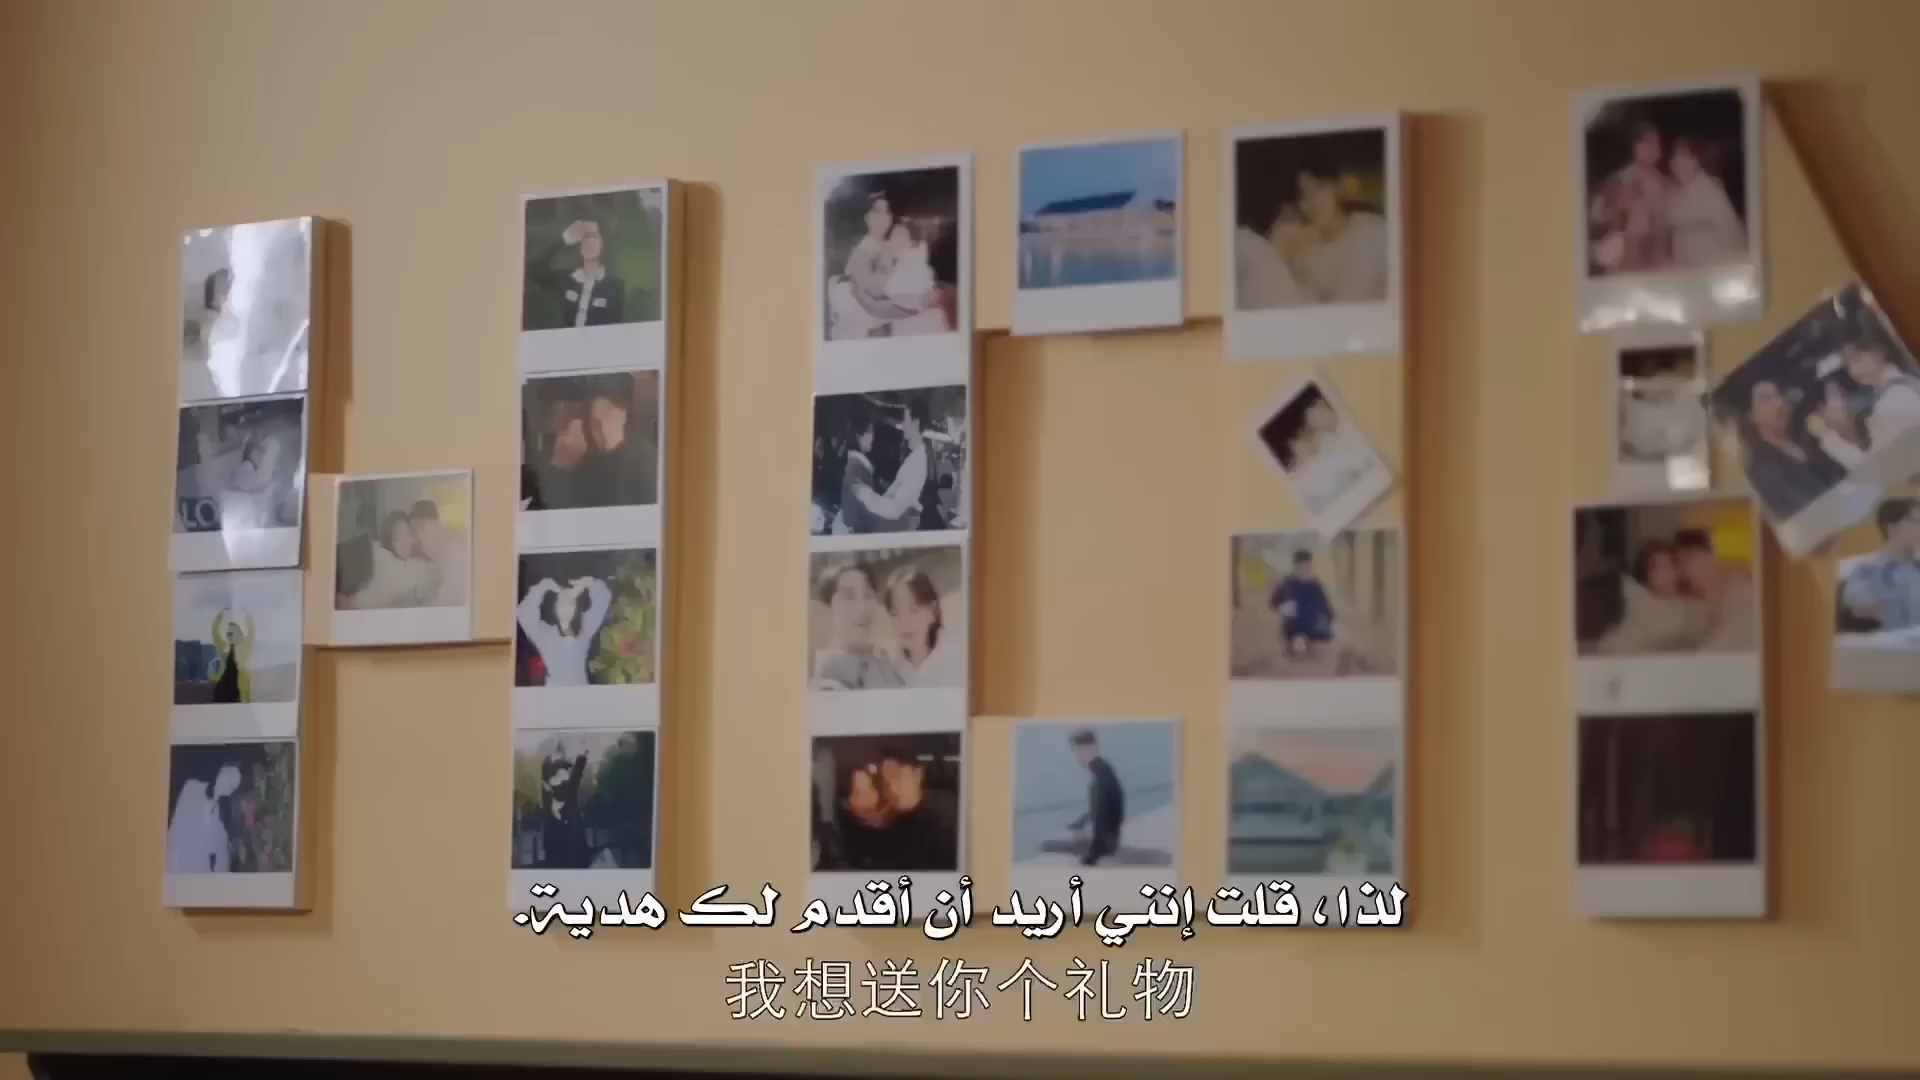 لذا، قلت إنني أريد أن أقدم لك هدية.
我想送你个礼物